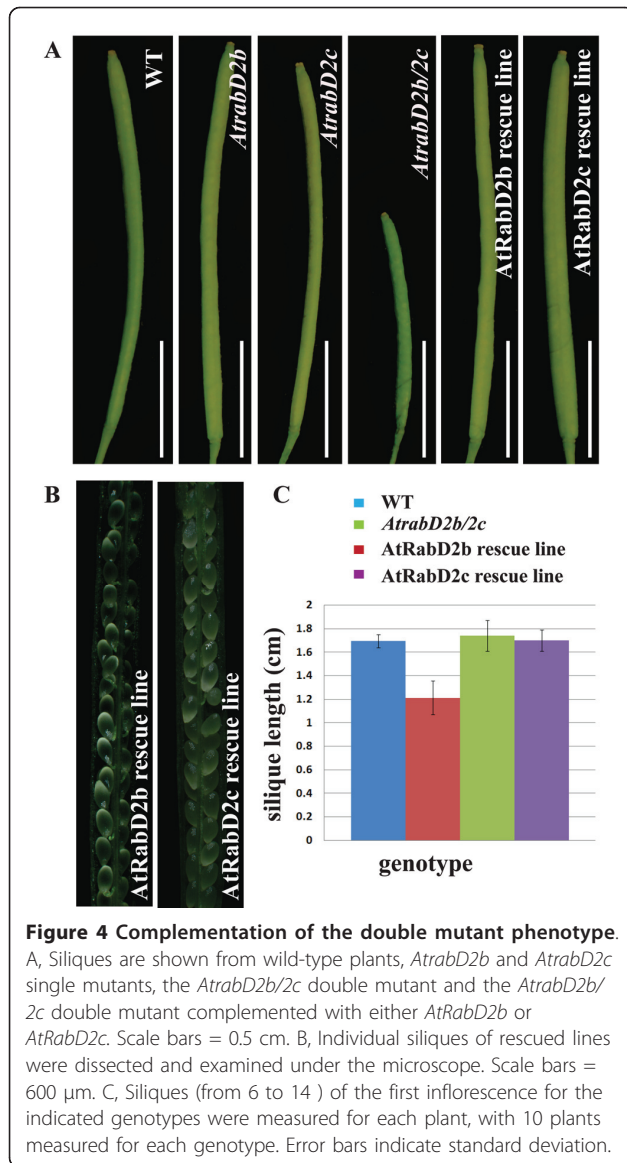 A
WT
AtrabD2b
AtrabD2c
AtrabD2b/2c
AtRabD2b rescue line
AtRabD2c rescue line
B
AtRabD2b rescue line
AtRabD2c rescue line
C
WT
AtrabD2b/2c
AtRabD2b rescue line
AtRabD2c rescue line
2
1.8
1.6
1.4
1.2
1
0.8
0.6
0.4
0.2
0
silique length (cm)
genotype
Figure 4 Complementation of the double mutant phenotype.
A, Siliques are shown from wild-type plants, AtrabD2b and AtrabD2c
single mutants, the AtrabD2b/2c double mutant and the AtrabD2b/
2c double mutant complemented with either AtRabD2b or
AtRabD2c. Scale bars = 0.5 cm. B, Individual siliques of rescued lines
were dissected and examined under the microscope. Scale bars =
600 μm. C, Siliques (from 6 to 14 ) of the first inflorescence for the
indicated genotypes were measured for each plant, with 10 plants
measured for each genotype. Error bars indicate standard deviation.